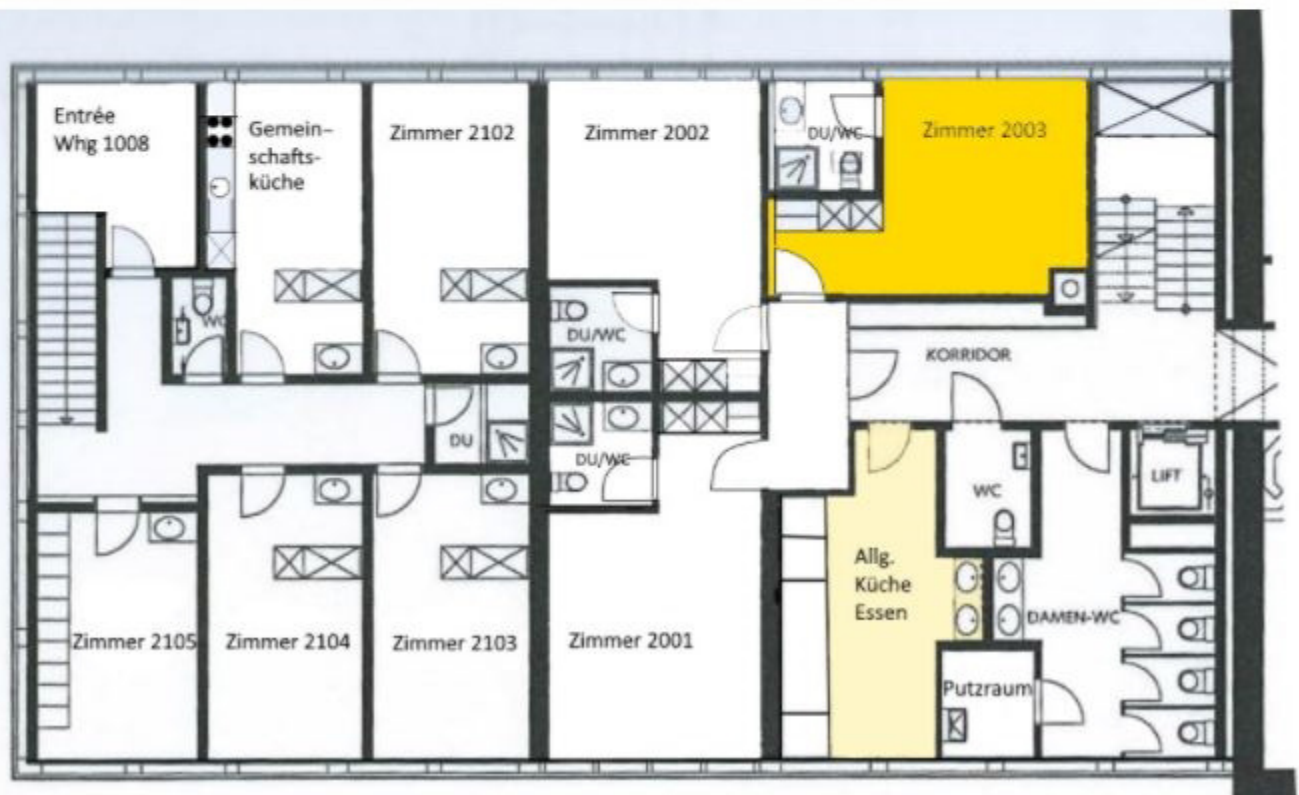 Entrée
Whg 1008
Gemein-
schafts-
küche
Zimmer 2102
Zimmer 2002
DU/WC
Zimmer 2003
WC
DU/WC
KORRIDOR
DU
DU/WC
WC
LIFT
Allg.
Küche
Essen
Zimmer 2105
Zimmer 2104
Zimmer 2103
Zimmer 2001
DAMEN-WC
Putzraum